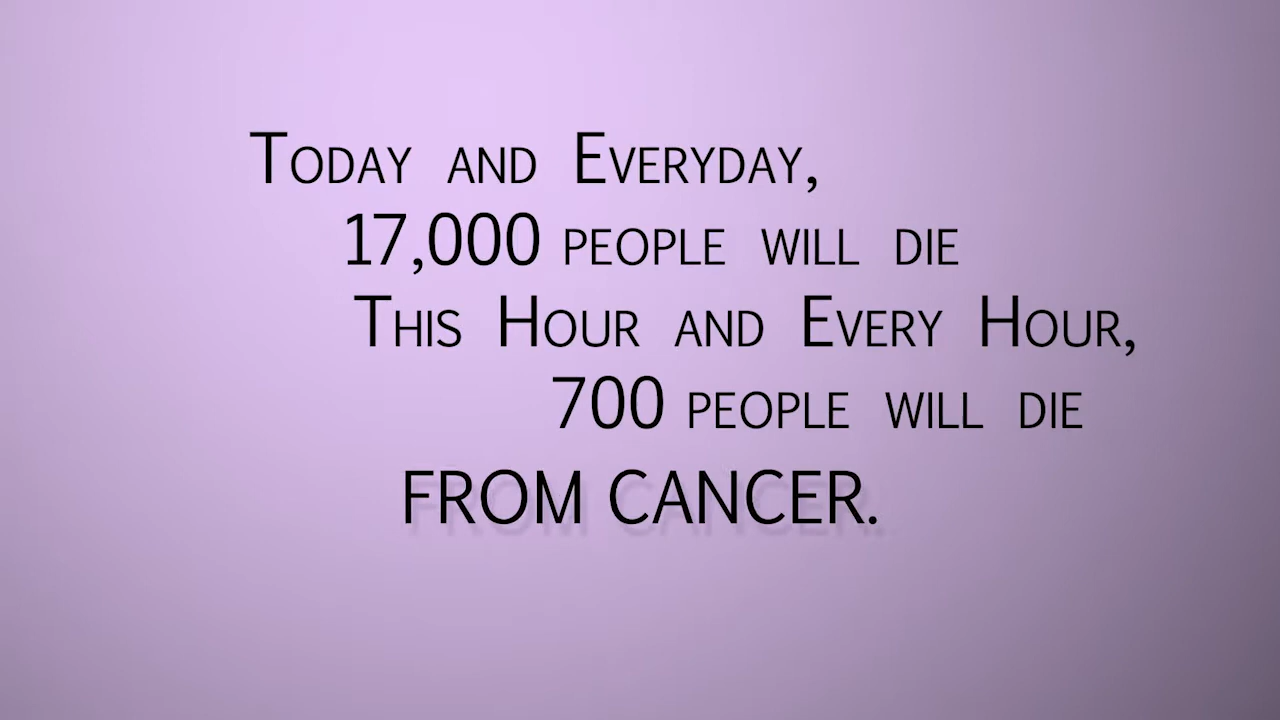 Today and Everyday,
17,000 people will die
This Hour and Every Hour,
700 people will die
FROM CANCER.